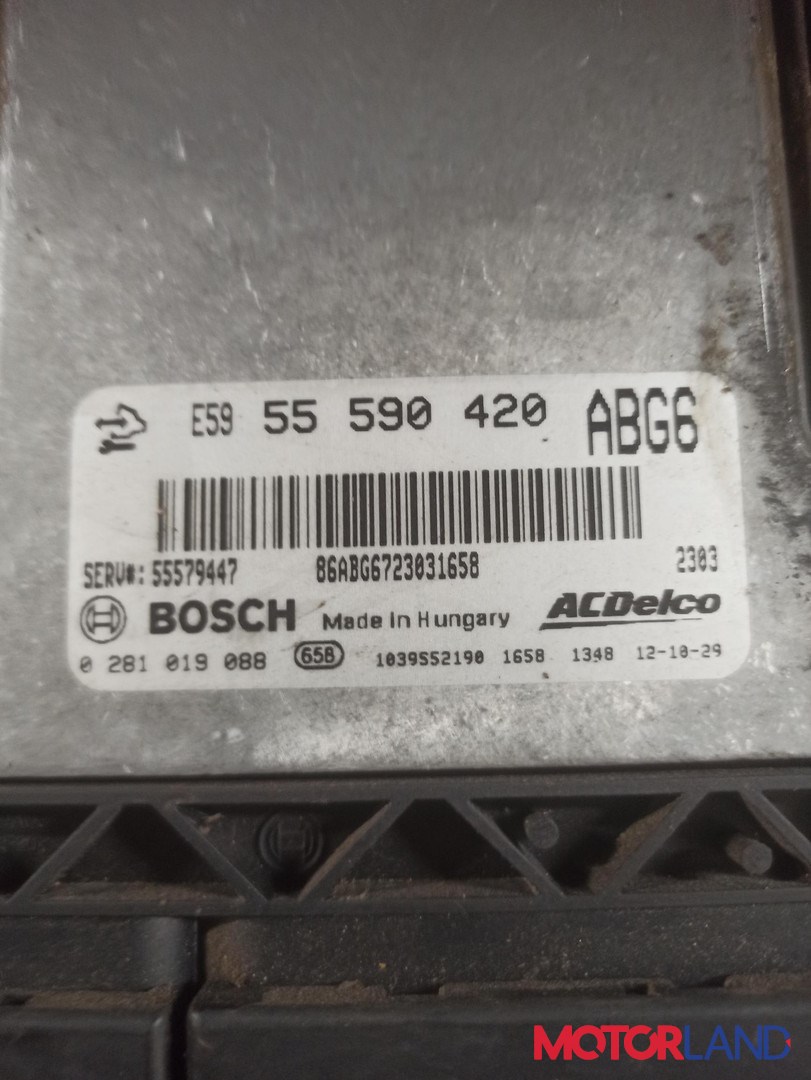 E59 55 590 420 ABG6
SERV#: 55579447 86ABG6723031658 2303
BOSCH Made in Hungary ACDelco
0 281 019 088 658 1039S52190 1658 1348 12-10-29
MOTORLAND